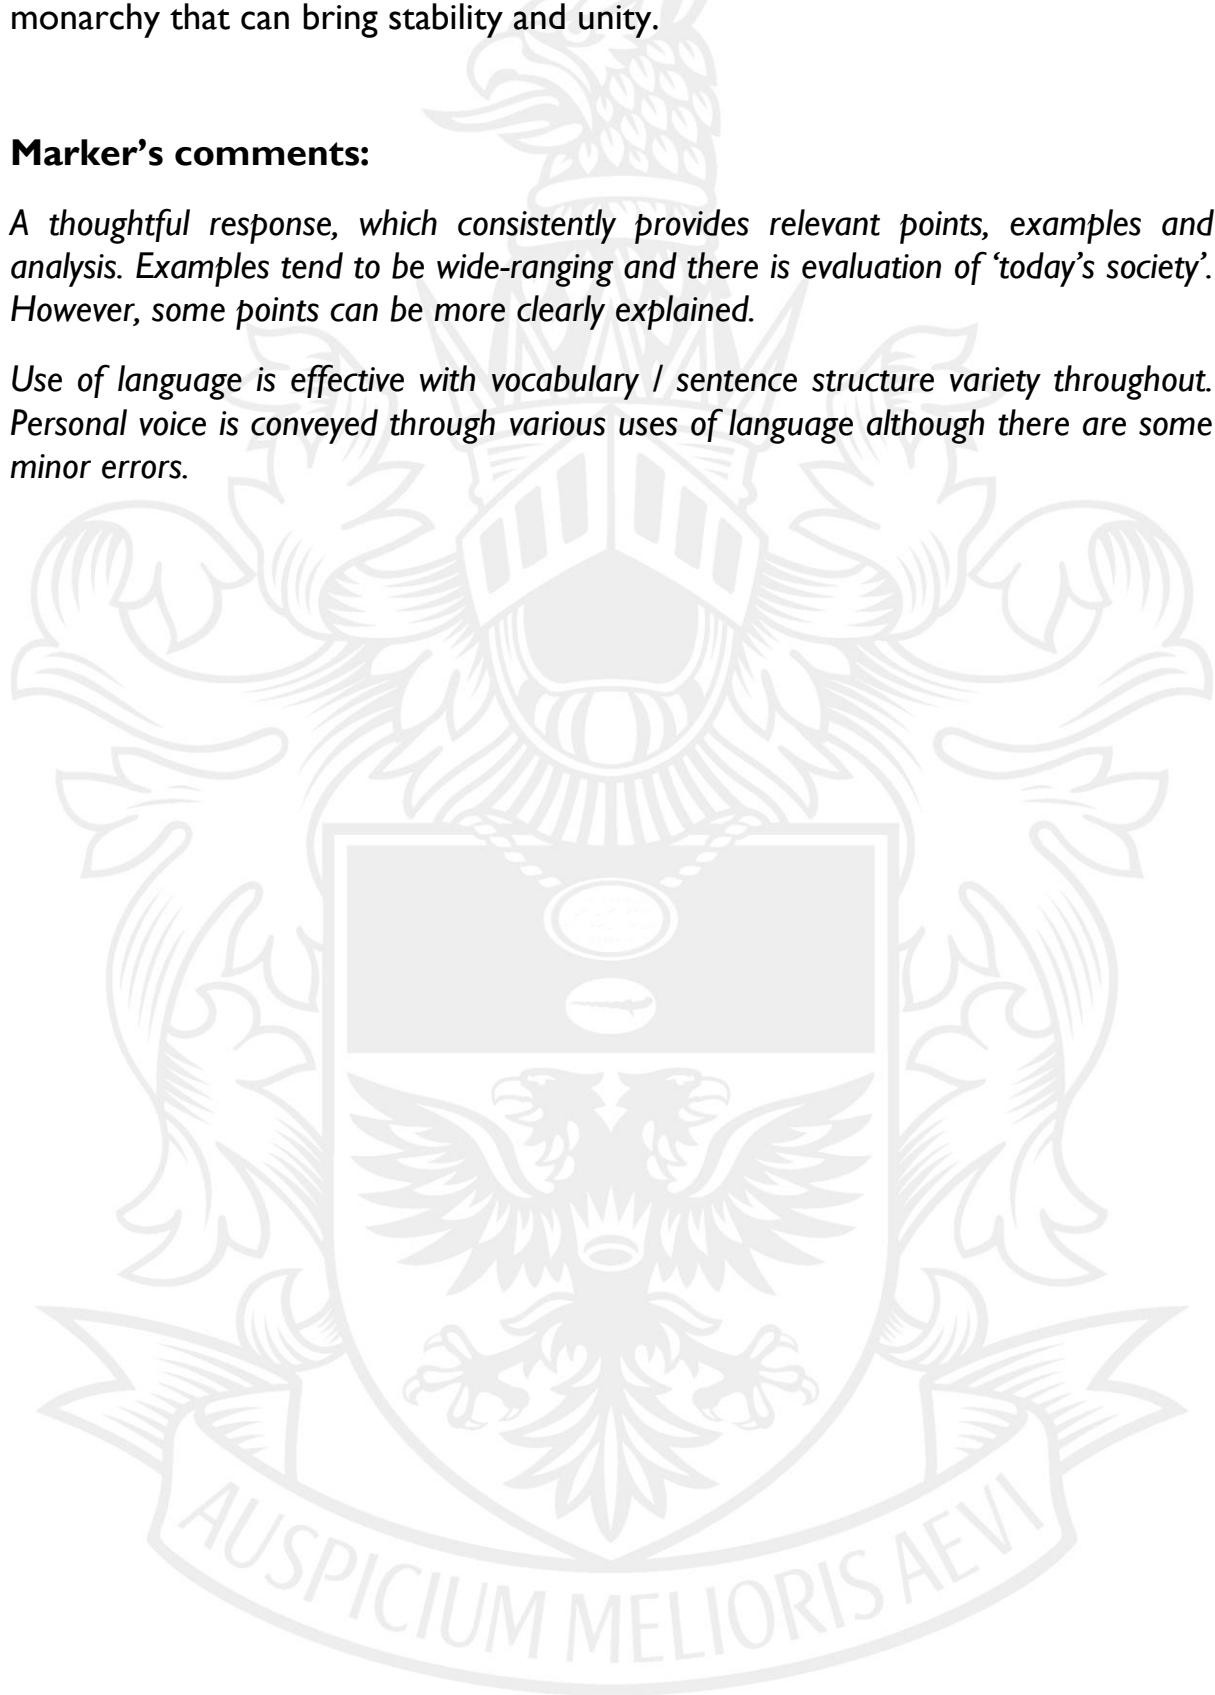 monarchy that can bring stability and unity.
Marker’s comments:
A thoughtful response, which consistently provides relevant points, examples and
analysis. Examples tend to be wide-ranging and there is evaluation of ‘today’s society’.
However, some points can be more clearly explained.
Use of language is effective with vocabulary / sentence structure variety throughout.
Personal voice is conveyed through various uses of language although there are some
minor errors.
AUSPICIUM MELIORIS AEVI